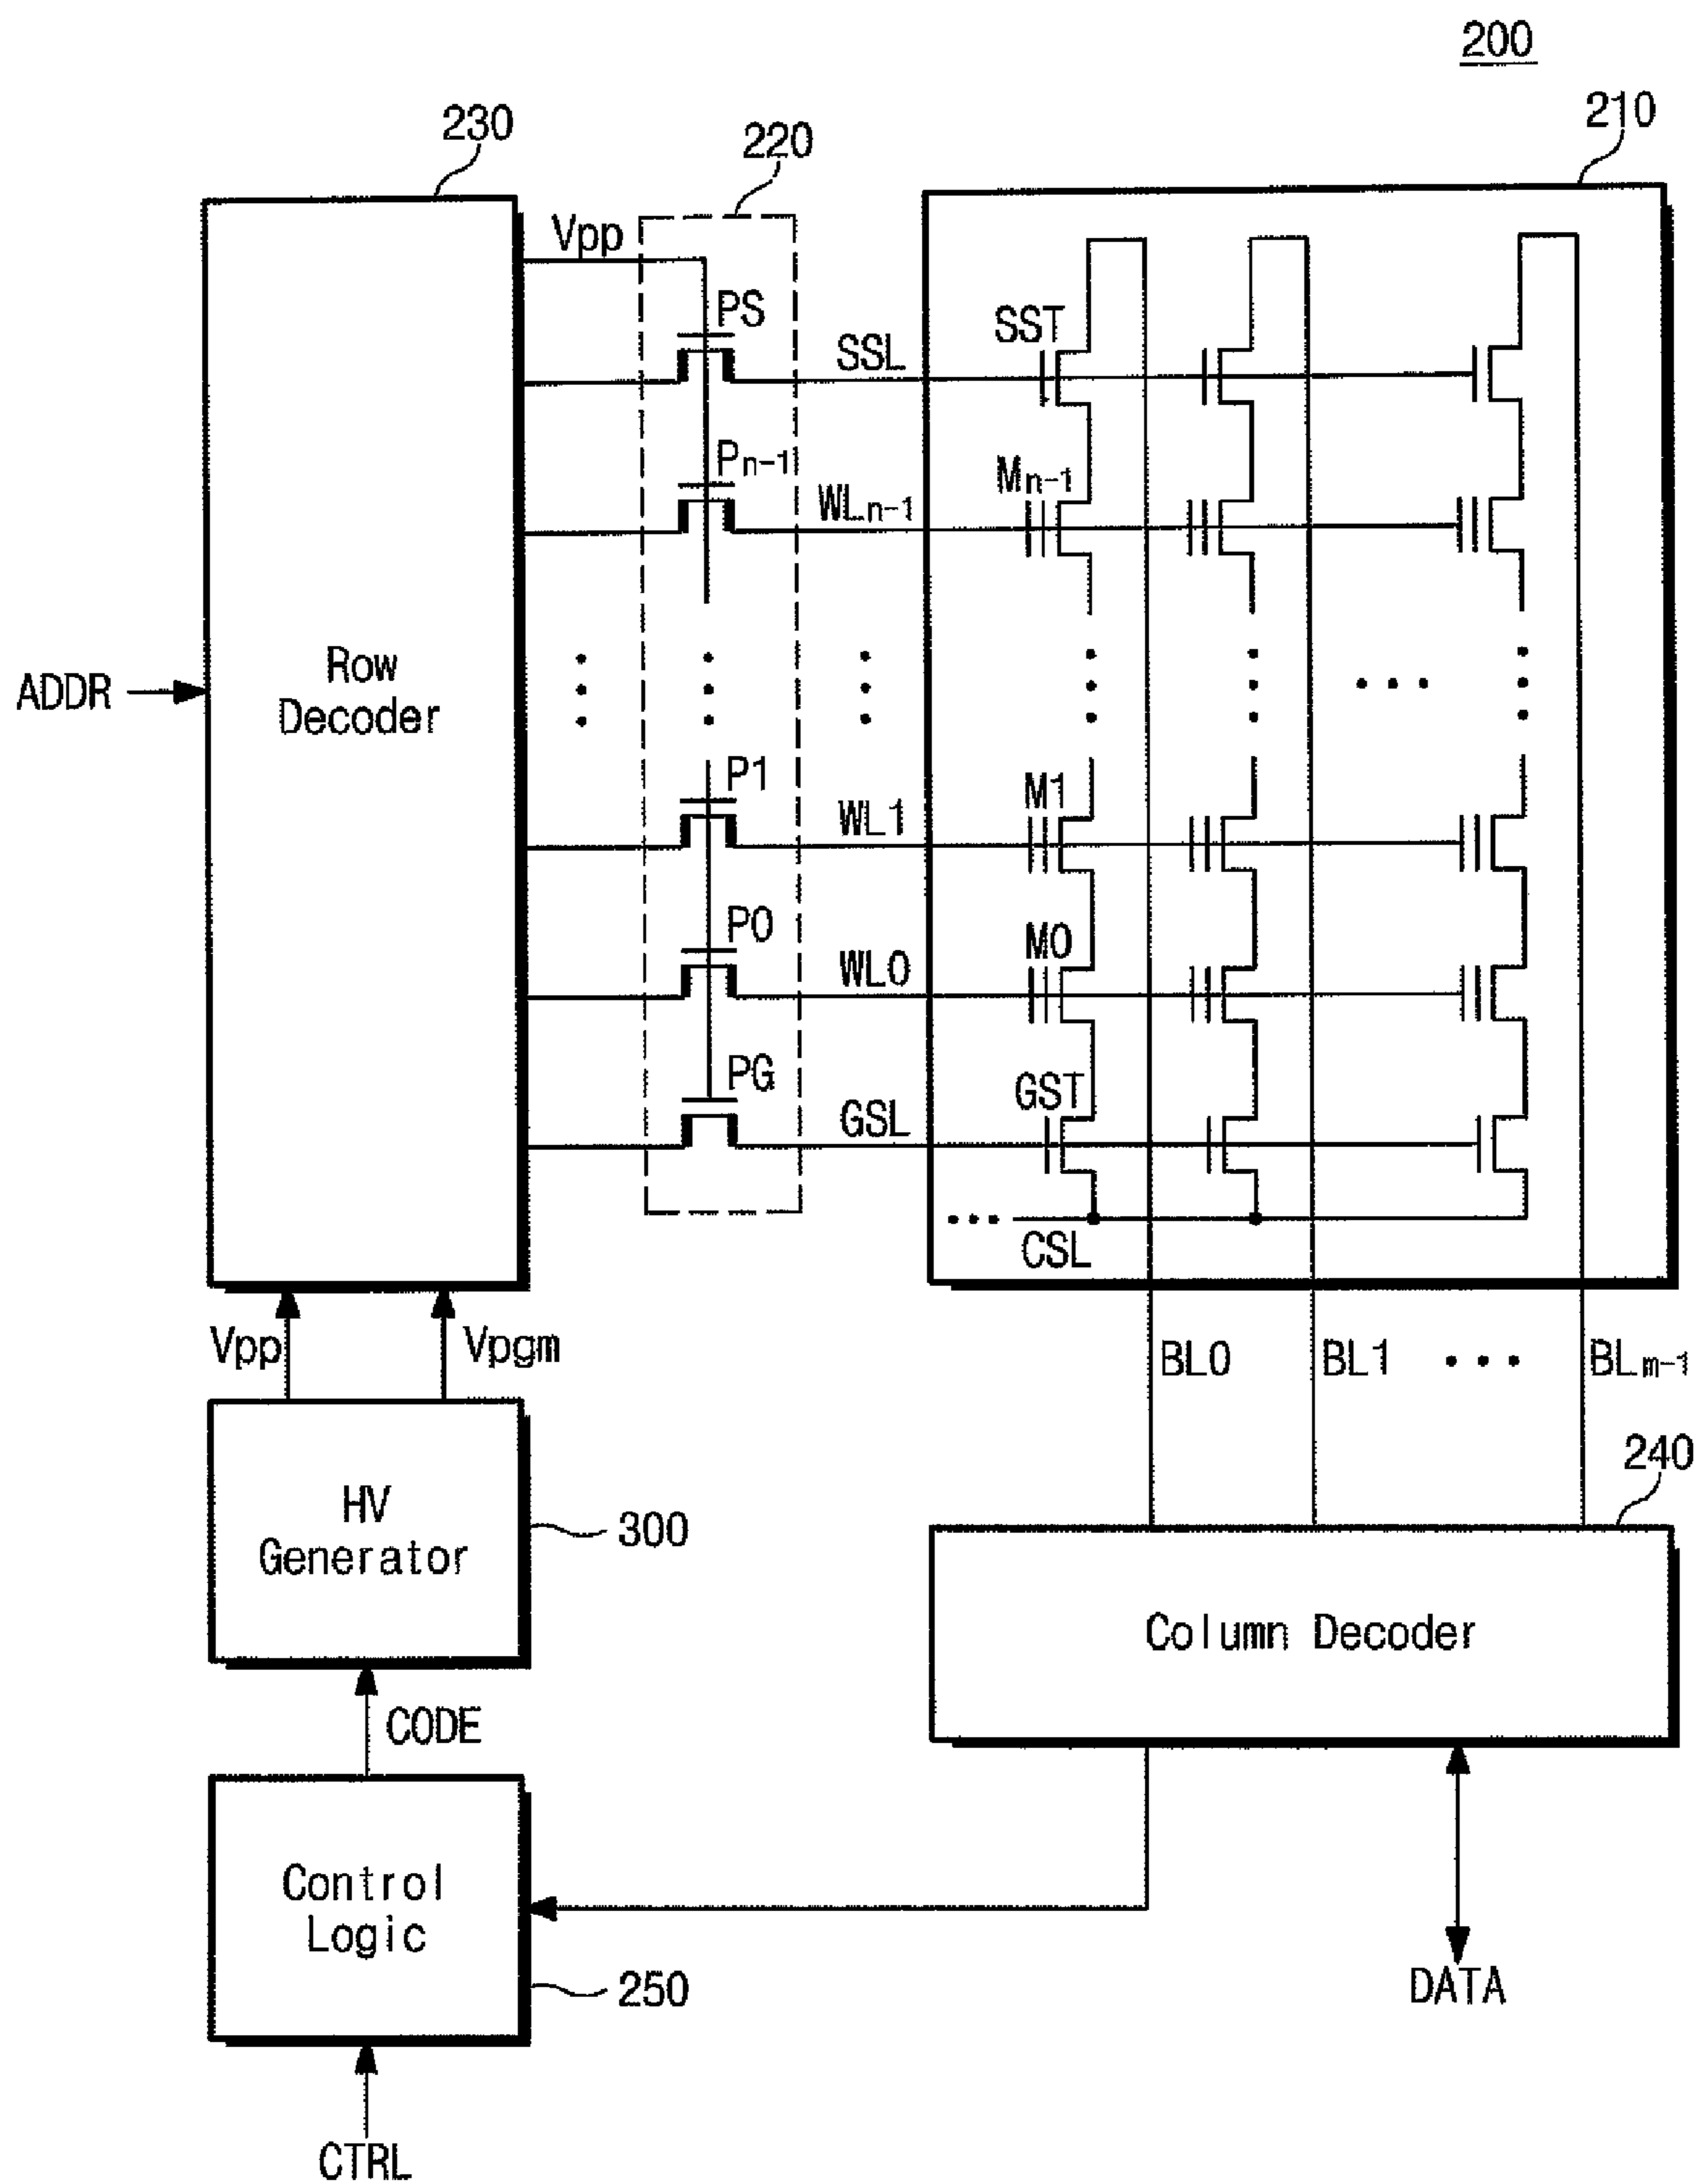 200
230
220
210
Vpp
PS
SSL
SST
Pn-1
WLn-1
Mn-1
Row
Decoder
ADDR
P1
WL1
M1
P0
WL0
M0
PG
GSL
GST
CSL
Vpp
Vpgm
BL0
BL1
BLm-1
HV
Generator
300
240
Column Decoder
CODE
Control
Logic
250
DATA
CTRL